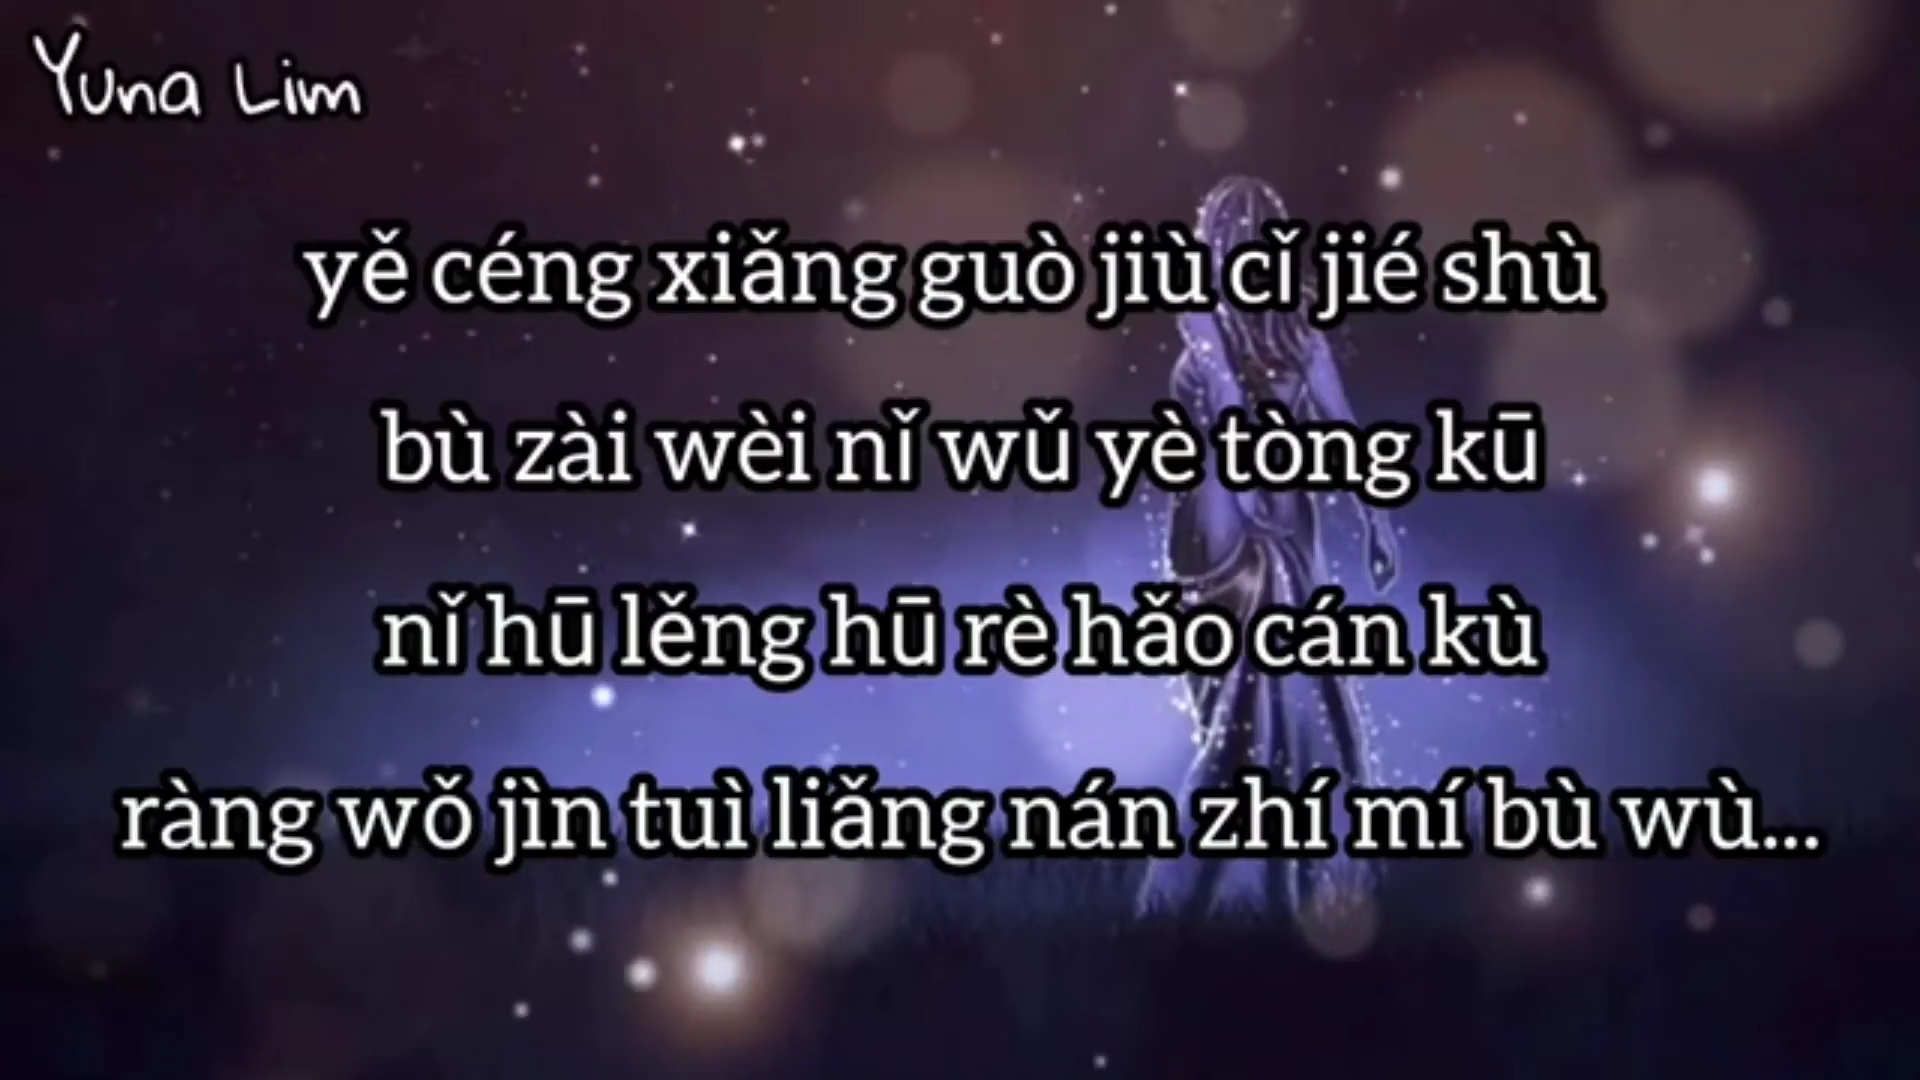 Yuna Lim
yě céng xiǎng guò jiù cǐ jié shù
bù zài wèi nǐ wǔ yè tòng kū
nǐ hū lěng hū rè hǎo cán kù
ràng wǒ jìn tuì liǎng nán zhí mí bù wù...